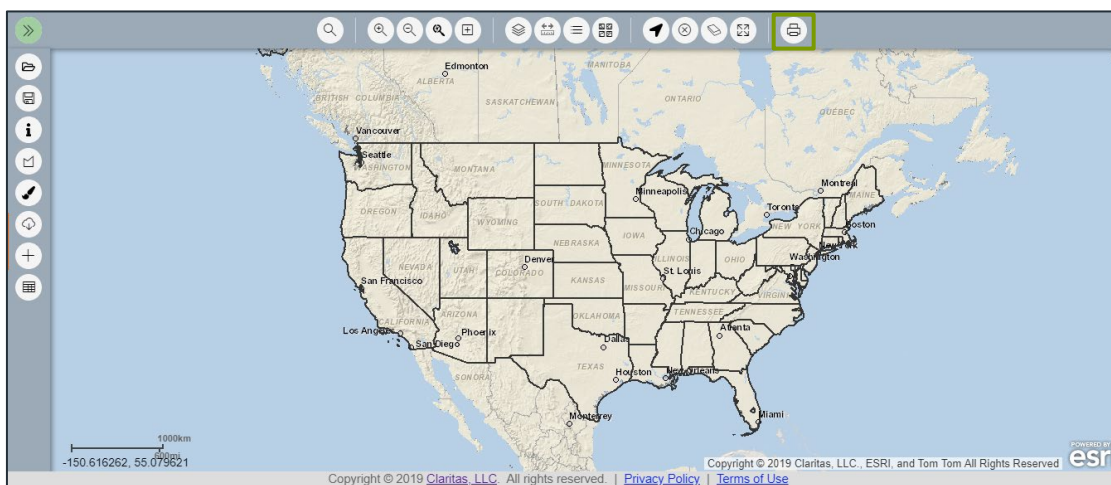 Edmonton
MANITOBA
ALBERTA
BRITISH COLUMBIA
SASKATCHEWAN
ONTARIO
QUEBEC
Vancouver
Seattle
WASHINGTON
MONTANA
MINNESOTA
Minneapolis
Montreal
MAINE
Toronto
OREGON
IDAHO
WYOMING
SOUTH DAKOTA
NEW YORK
Boston
Chicago
New York
IOWA
NEBRASKA
ILLINOIS
OHIO
Washington
NEVADA
UTAH
Denver
COLORADO
St. Louis
San Francisco
KANSAS
MISSOURI
KENTUCKY
VIRGINIA
CALIFORNIA
ARIZONA
OKLAHOMA
TENNESSEE
Los Angeles
Phoenix
Atlanta
San Diego
Dallas
TEXAS
SONORA
Houston
New Orleans
Monterrey
Miami
1000km
600mi
-150.616262, 55.079621
POWERED BY
esri
Copyright © 2019 Claritas, LLC., ESRI, and Tom Tom All Rights Reserved
Copyright © 2019 Claritas, LLC. All rights reserved. | Privacy Policy | Terms of Use